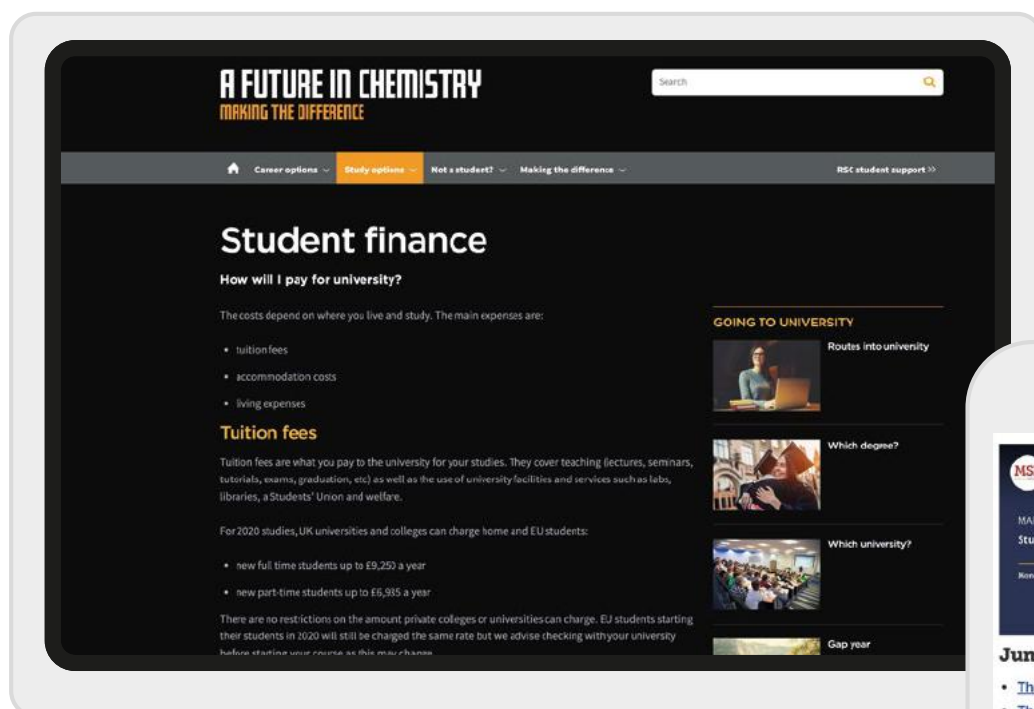 A FUTURE IN CHEMISTRY
MAKING THE DIFFERENCE
Search
Career options
Study options
Not a student?
Making the difference
RSC student support >>
Student finance
How will I pay for university?
The costs depend on where you live and study. The main expenses are:
• tuition fees
• accommodation costs
• living expenses
Tuition fees
Tuition fees are what you pay to the university for your studies. They cover teaching (lectures, seminars,
tutorials, exams, graduation, etc) as well as the use of university facilities and services such as labs,
libraries, a Students' Union and welfare.
For 2020 studies, UK universities and colleges can charge home and EU students:
• new full time students up to £9,250 a year
• new part-time students up to £6,935 a year
There are no restrictions on the amount private colleges or universities can charge. EU students starting
their students in 2020 will still be charged the same rate but we advise checking with your university
before starting your course as this may change.
GOING TO UNIVERSITY
Routes into university
Which degree?
Which university?
Gap year
MS
MA
Stu
Jun
• Th